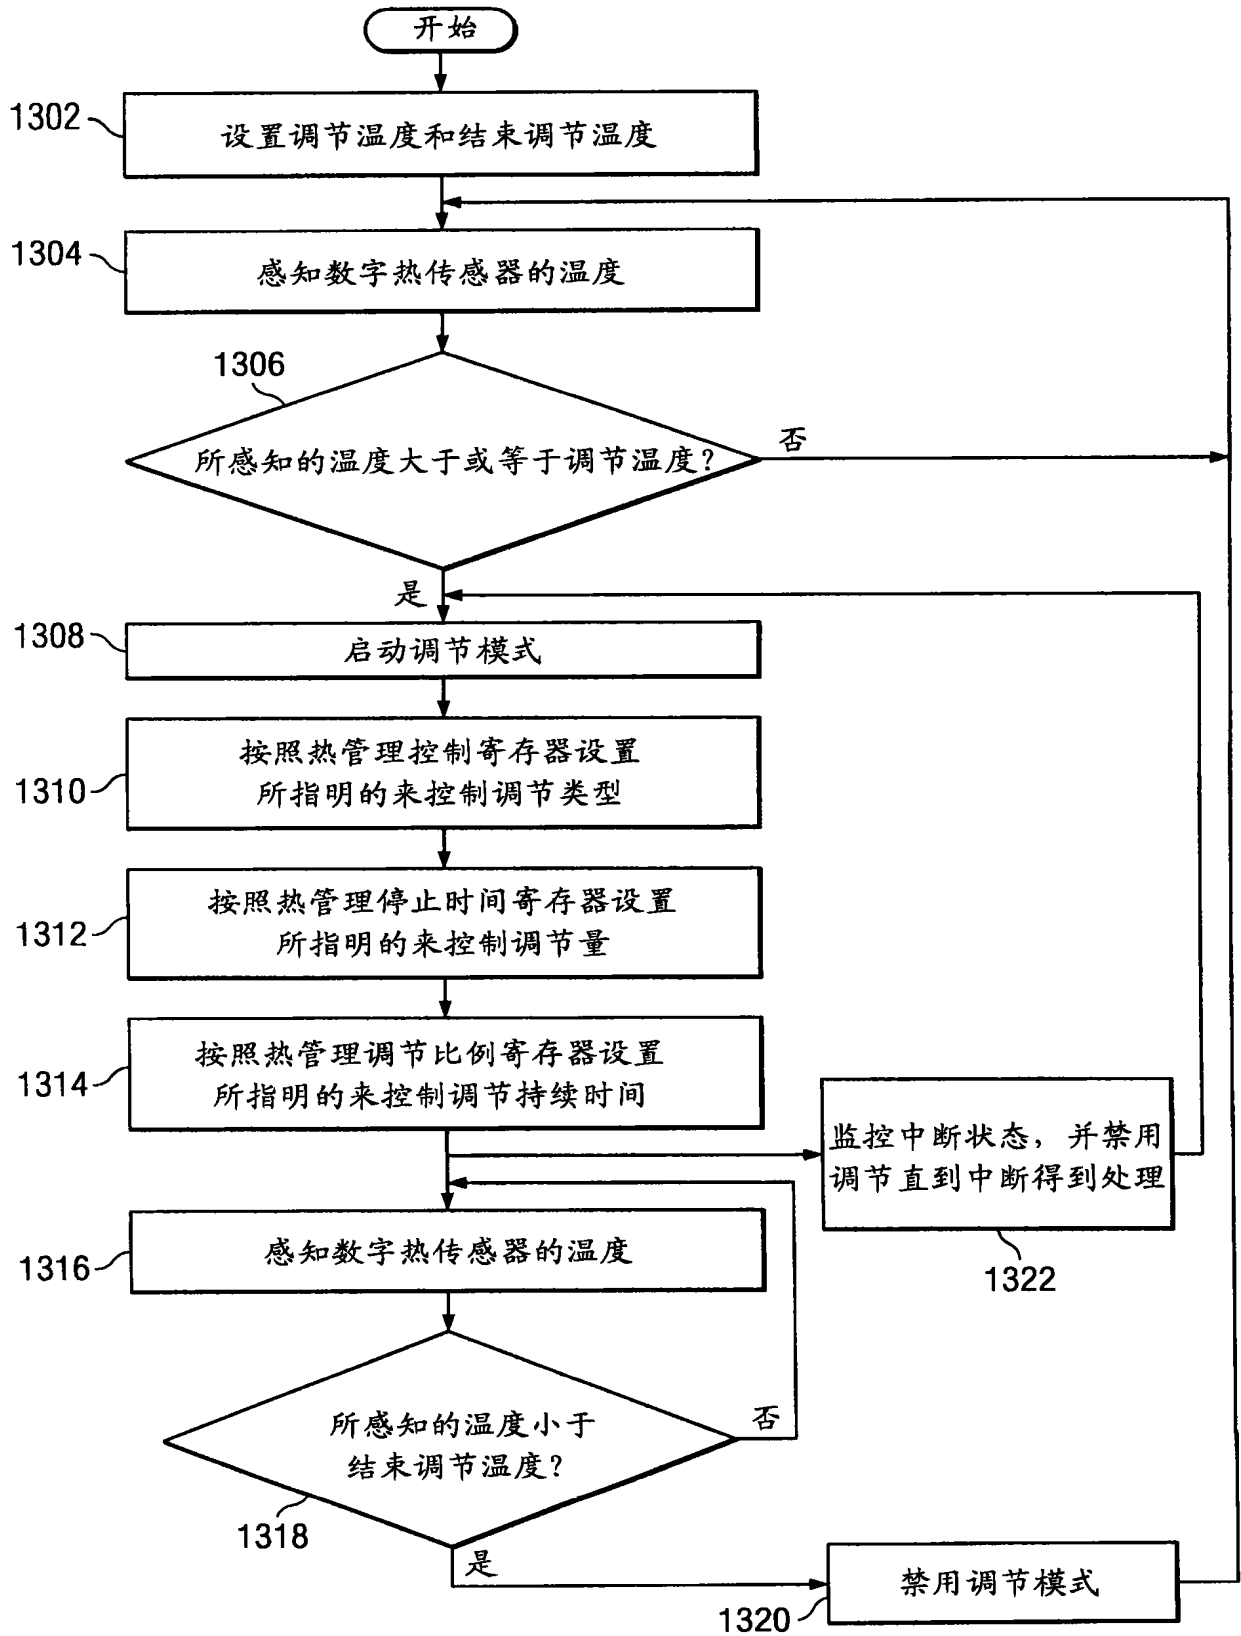 开始
1302
设置调节温度和结束调节温度
1304
感知数字热传感器的温度
1306
所感知的温度大于或等于调节温度?
否
是
1308
启动调节模式
1310
按照热管理控制寄存器设置
所指明的来控制调节类型
1312
按照热管理停止时间寄存器设置
所指明的来控制调节量
1314
按照热管理调节比例寄存器设置
所指明的来控制调节持续时间
监控中断状态，并禁用
调节直到中断得到处理
1322
1316
感知数字热传感器的温度
所感知的温度小于
结束调节温度?
否
1318
是
禁用调节模式
1320